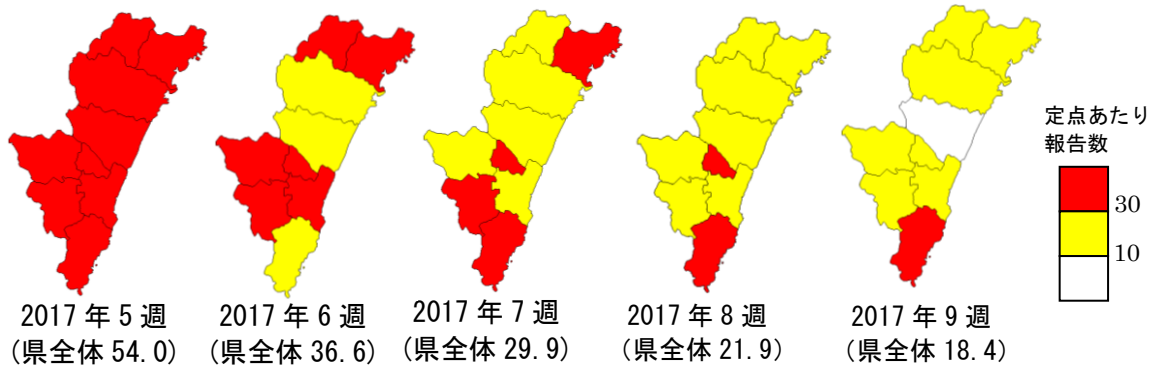 定点あたり
報告数
30
10
2017年5週
(県全体54.0)
2017年6週
(県全体36.6)
2017年7週
(県全体29.9)
2017年8週
(県全体21.9)
2017年9週
(県全体18.4)